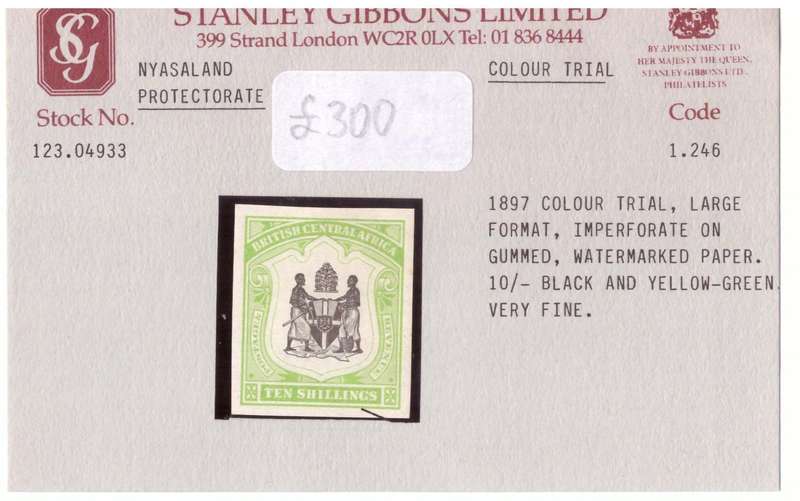 STANLEY GIBBONS LIMITED
399 Strand London WC2R 0LX Tel: 01 836 8444
SG
BY APPOINTMENT TO
HER MAJESTY THE QUEEN,
STANLEY GIBBONS LTD.,
PHILATELISTS
NYASALAND
PROTECTORATE
COLOUR TRIAL
£300
Stock No.
Code
123.04933
1.246
1897 COLOUR TRIAL, LARGE
FORMAT, IMPERFORATE ON
GUMMED, WATERMARKED PAPER.
10/- BLACK AND YELLOW-GREEN.
VERY FINE.
BRITISH CENTRAL AFRICA
POSTAGE &
REVENUE
TEN SHILLINGS